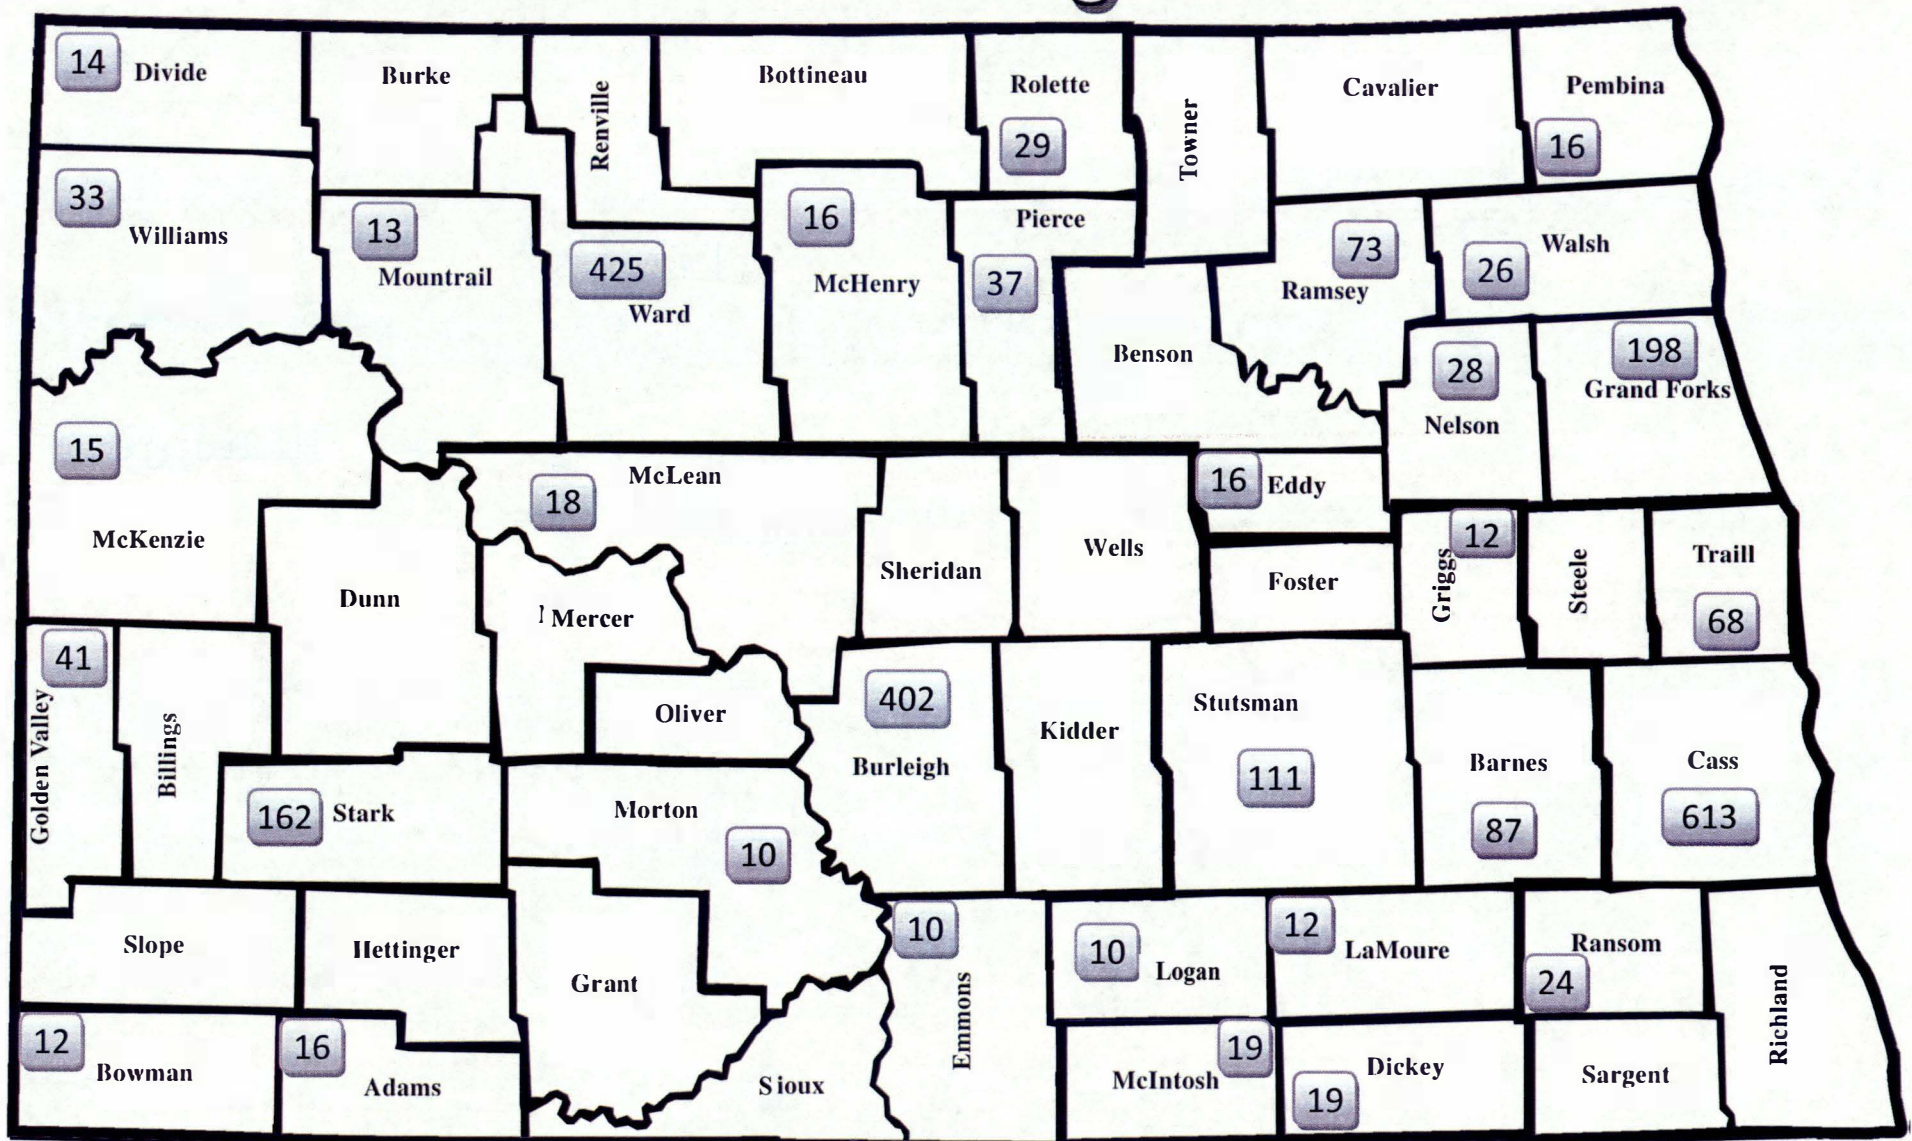 14 Divide
Burke
Renville
Bottineau
Rolette
29
Towner
Cavalier
Pembina
16
33
Williams
13
Mountrail
425
Ward
16
McHenry
Pierce
37
Benson
73
Ramsey
Walsh
26
198
Grand Forks
28
Nelson
15
McKenzie
Dunn
McLean
18
Mercer
Oliver
Sheridan
Wells
16 Eddy
Foster
Griggs
12
Steele
Traill
68
41
Golden Valley
Billings
162 Stark
Morton
10
402
Burleigh
Kidder
Stutsman
111
Barnes
87
Cass
613
Slope
Hettinger
Grant
10
Emmons
10
Logan
12
LaMoure
Ransom
24
Richland
12
Bowman
16
Adams
Sioux
19
McIntosh
Dickey
19
Sargent